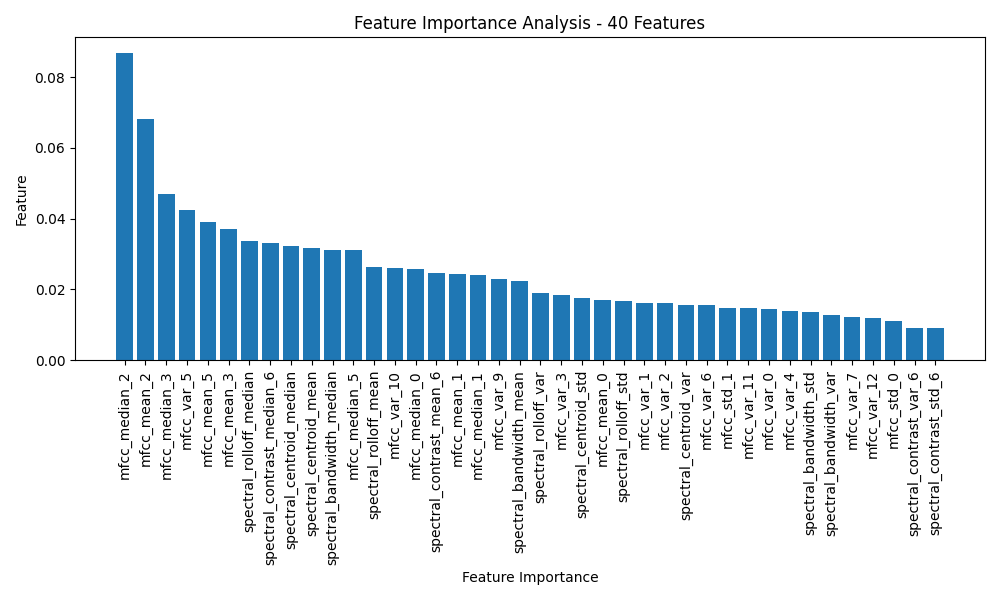 Feature Importance Analysis - 40 Features
Feature
0.08
0.06
0.04
0.02
0.00
mfcc_median_2
mfcc_mean_2
mfcc_median_3
mfcc_var_5
mfcc_mean_5
mfcc_mean_3
spectral_rolloff_median
spectral_contrast_median_6
spectral_centroid_median
spectral_centroid_mean
spectral_bandwidth_median
mfcc_median_5
spectral_rolloff_mean
mfcc_var_10
mfcc_median_0
spectral_contrast_mean_6
mfcc_mean_1
mfcc_median_1
mfcc_var_9
spectral_bandwidth_mean
spectral_rolloff_var
mfcc_var_3
spectral_centroid_std
mfcc_mean_0
spectral_rolloff_std
mfcc_var_1
mfcc_var_2
spectral_centroid_var
mfcc_var_6
mfcc_std_1
mfcc_var_11
mfcc_var_0
mfcc_var_4
spectral_bandwidth_std
spectral_bandwidth_var
mfcc_var_7
mfcc_var_12
mfcc_std_0
spectral_contrast_var_6
spectral_contrast_std_6
Feature Importance